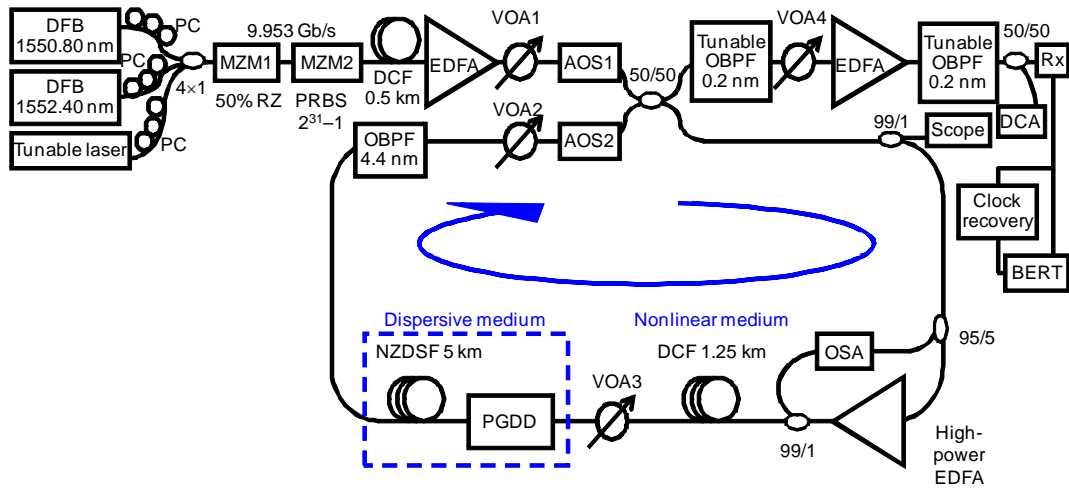 DFB
1550.80 nm
PC
DFB
1552.40 nm
PC
Tunable laser
PC
4×1
9.953 Gb/s
MZM1
MZM2
50% RZ
PRBS
2³¹–1
DCF
0.5 km
EDFA
VOA1
AOS1
50/50
VOA4
Tunable
OBPF
0.2 nm
EDFA
Tunable
OBPF
0.2 nm
50/50
Rx
DCA
OBPF
4.4 nm
VOA2
AOS2
99/1
Scope
Clock
recovery
BERT
Dispersive medium
NZDSF 5 km
PGDD
VOA3
Nonlinear medium
DCF 1.25 km
OSA
95/5
99/1
High-
power
EDFA